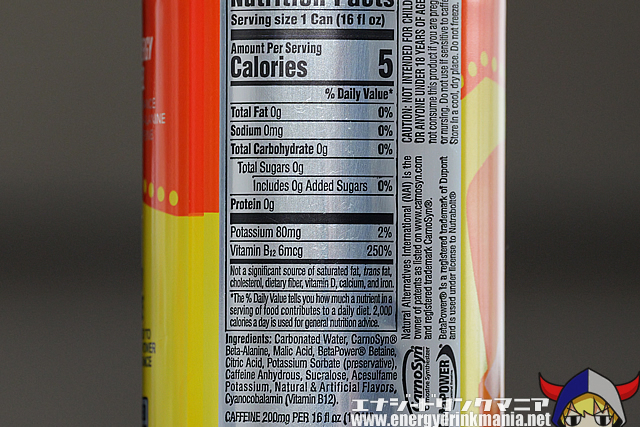 Nutrition Facts
Serving size 1 Can (16 fl oz)
Amount Per Serving
Calories 5
% Daily Value*
Total Fat 0g 0%
Sodium 0mg 0%
Total Carbohydrate 0g 0%
Total Sugars 0g
Includes 0g Added Sugars 0%
Protein 0g
Potassium 80mg 2%
Vitamin B12 6mcg 250%
Not a significant source of saturated fat, trans fat,
cholesterol, dietary fiber, vitamin D, calcium, and iron.
*The % Daily Value tells you how much a nutrient in a
serving of food contributes to a daily diet. 2,000
calories a day is used for general nutrition advice.
Ingredients: Carbonated Water, CarnoSyn®
Beta-Alanine, Malic Acid, BetaPower® Betaine,
Citric Acid, Potassium Sorbate (preservative),
Caffeine Anhydrous, Sucralose, Acesulfame
Potassium, Natural & Artificial Flavors,
Cyanocobalamin (Vitamin B12).
CAFFEINE 200mg PER 16 fl oz (1
CAUTION: NOT INTENDED FOR CHILD
OR ANYONE UNDER 18 YEARS OF AGE
not consume this product if you are preg
or nursing. Do not use if sensitive to caffe
Store in a cool, dry place. Do not freeze.
Natural Alternatives International (NAI) is the
owner of patents as listed on www.carnosyn.com
and registered trademark CarnoSyn®.
BetaPower® is a registered trademark of Dupont
and is used under license to Nutrabolt®
CarnoSyn
POWER
エナジードリンクマニア
www.energydrinkmania.net